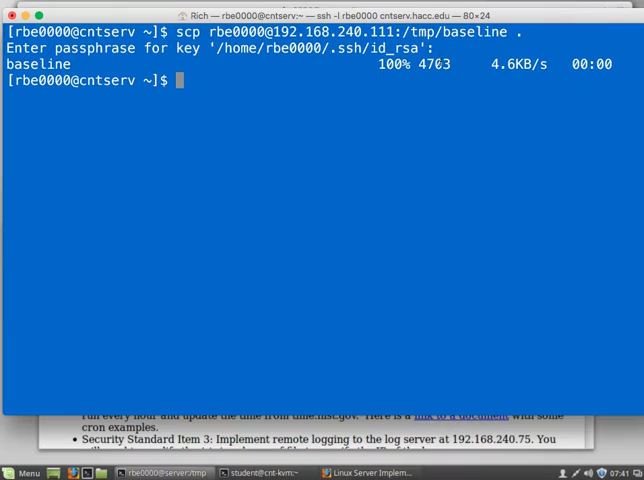 Rich — rbe0000@cntserv:~ — ssh -l rbe0000 cntserv.hacc.edu — 80×24
[rbe0000@cntserv ~]$ scp rbe0000@192.168.240.111:/tmp/baseline .
Enter passphrase for key '/home/rbe0000/.ssh/id_rsa':
baseline 100% 4763 4.6KB/s 00:00
[rbe0000@cntserv ~]$
run every hour and update the time from time.nist.gov. Here is a link to a document with some
cron examples.
• Security Standard Item 3: Implement remote logging to the log server at 192.168.240.75. You
Menu rbe0000@server:/tmp student@cnt-kvm:~ Linux Server Implem... 07:41